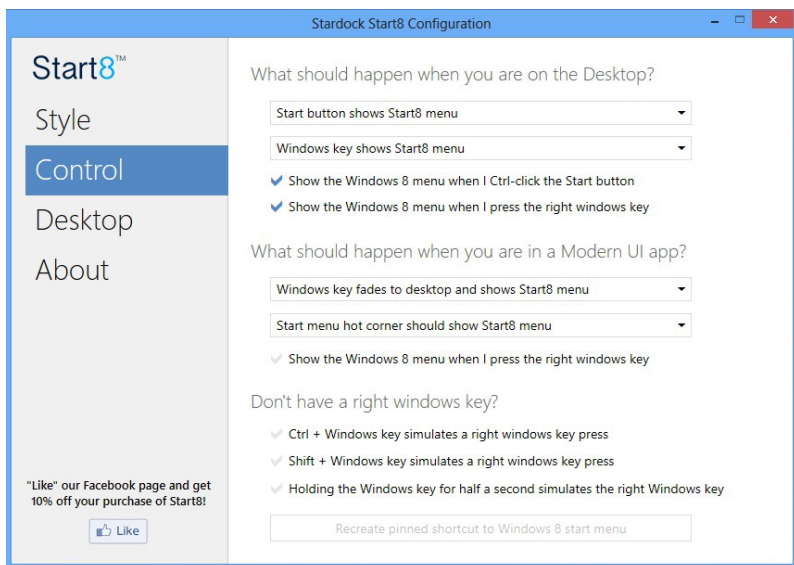 Stardock Start8 Configuration
Start8™
Style
Control
Desktop
About
"Like" our Facebook page and get
10% off your purchase of Start8!
Like
What should happen when you are on the Desktop?
Start button shows Start8 menu
Windows key shows Start8 menu
Show the Windows 8 menu when I Ctrl-click the Start button
Show the Windows 8 menu when I press the right windows key
What should happen when you are in a Modern UI app?
Windows key fades to desktop and shows Start8 menu
Start menu hot corner should show Start8 menu
Show the Windows 8 menu when I press the right windows key
Don't have a right windows key?
Ctrl + Windows key simulates a right windows key press
Shift + Windows key simulates a right windows key press
Holding the Windows key for half a second simulates the right Windows key
Recreate pinned shortcut to Windows 8 start menu